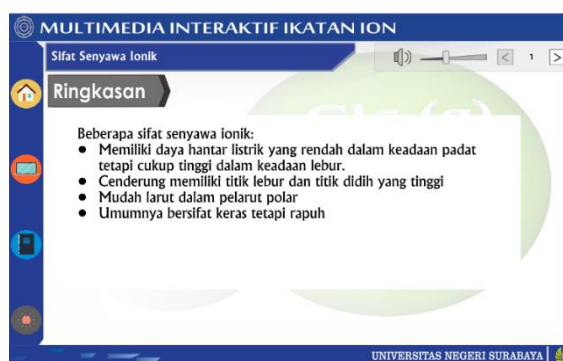 MULTIMEDIA INTERAKTIF IKATAN ION
Sifat Senyawa Ionik
< 1 >
Ringkasan
Beberapa sifat senyawa ionik:
● Memiliki daya hantar listrik yang rendah dalam keadaan padat
tetapi cukup tinggi dalam keadaan lebur.
● Cenderung memiliki titik lebur dan titik didih yang tinggi
● Mudah larut dalam pelarut polar
● Umumnya bersifat keras tetapi rapuh
UNIVERSITAS NEGERI SURABAYA